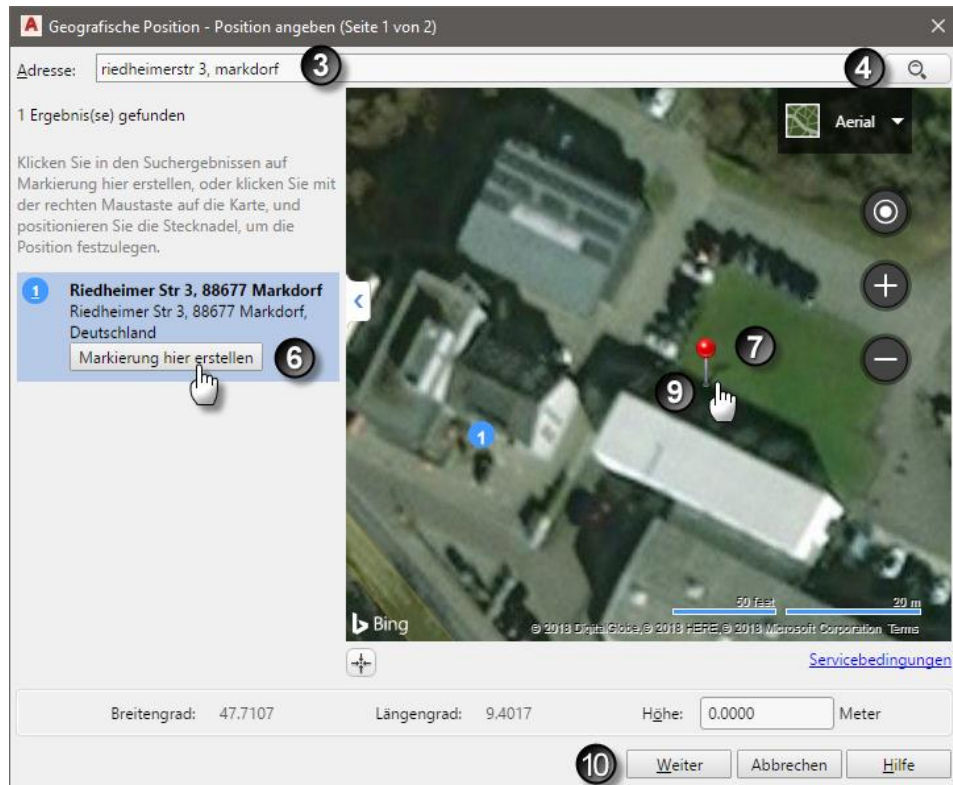 A Geografische Position - Position angeben (Seite 1 von 2)
Adresse: riedheimerstr 3, markdorf 3 4
1 Ergebnis(se) gefunden
Klicken Sie in den Suchergebnissen auf
Markierung hier erstellen, oder klicken Sie mit
der rechten Maustaste auf die Karte, und
positionieren Sie die Stecknadel, um die
Position festzulegen.
1 Riedheimer Str 3, 88677 Markdorf
Riedheimer Str 3, 88677 Markdorf,
Deutschland
Markierung hier erstellen 6
Aerial
7
9
1
50 feet 20 m
Bing © 2018 DigitalGlobe, © 2018 HERE, © 2018 Microsoft Corporation Terms
Servicebedingungen
Breitengrad: 47.7107 Längengrad: 9.4017 Höhe: 0.0000 Meter
10 Weiter Abbrechen Hilfe